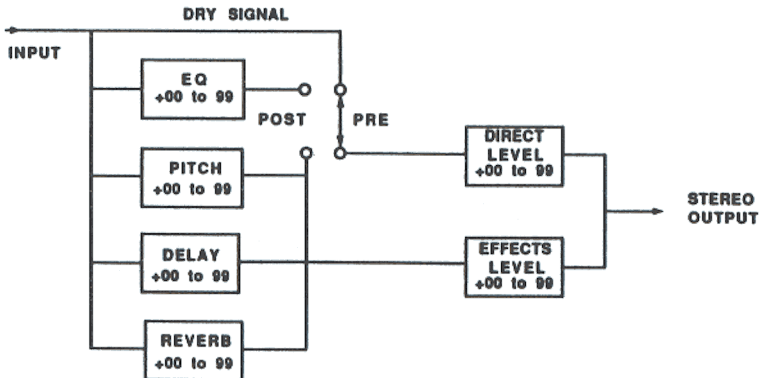 DRY SIGNAL
INPUT
EQ
+00 to 99
POST
PRE
PITCH
+00 to 99
DIRECT
LEVEL
+00 to 99
STEREO
OUTPUT
DELAY
+00 to 99
EFFECTS
LEVEL
+00 to 99
REVERB
+00 to 99